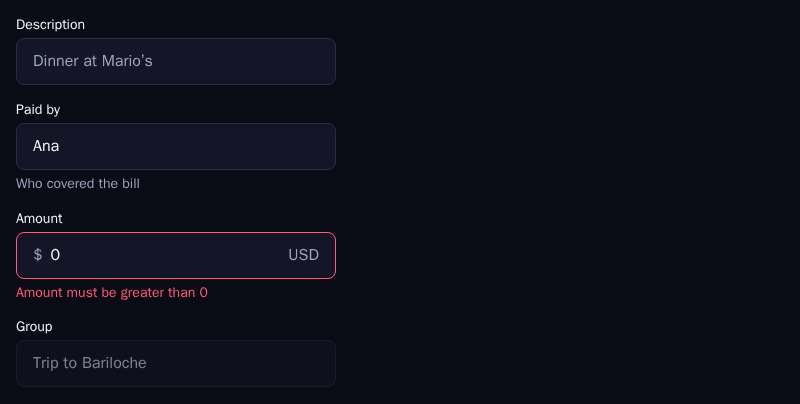 Description
Dinner at Mario's
Paid by
Ana
Who covered the bill
Amount
$ 0 USD
Amount must be greater than 0
Group
Trip to Bariloche